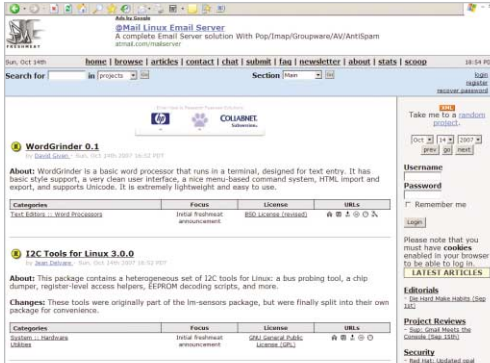 Ads by Google
@Mail Linux Email Server
A complete Email Server solution With Pop/Imap/Groupware/AV/AntiSpam
atmail.com/mailserver
FRESHMEAT
Sun, Oct 14th
home | browse | articles | contact | chat | submit | faq | newsletter | about | stats | scoop
16:54 PD
Search for in projects Go
Section Main Go
login
register
recover password
hp
COLLABNET.
WordGrinder 0.1
by David Given - Sun, Oct 14th 2007 16:52 PDT
About: WordGrinder is a basic word processor that runs in a terminal, designed for text entry. It has
basic style support, a very clean user interface, a nice menu-based command system, HTML import and
export, and supports Unicode. It is extremely lightweight and easy to use.
Categories Focus License URLs
Text Editors :: Word Processors Initial freshmeat announcement BSD License (revised)
I2C Tools for Linux 3.0.0
by Jean Delvare - Sun, Oct 14th 2007 16:52 PDT
About: This package contains a heterogeneous set of I2C tools for Linux: a bus probing tool, a chip
dumper, register-level access helpers, EEPROM decoding scripts, and more.
Changes: These tools were originally part of the lm-sensors package, but were finally split into their own
package for convenience.
Categories Focus License URLs
System :: Hardware Initial freshmeat GNU General Public
Utilities announcement License (GPL)
XML
Take me to a random
project.
Oct 14 2007
prev go next
Username
Password
Remember me
Login
Please note that you
must have cookies
enabled in your browser
to be able to log in.
LATEST ARTICLES
Editorials
- Die Hard Make Habits (Sep
1st)
Project Reviews
- Sup: Gmail Meets the
Console (Sep 15th)
Security
- Red Hat: Updated opal